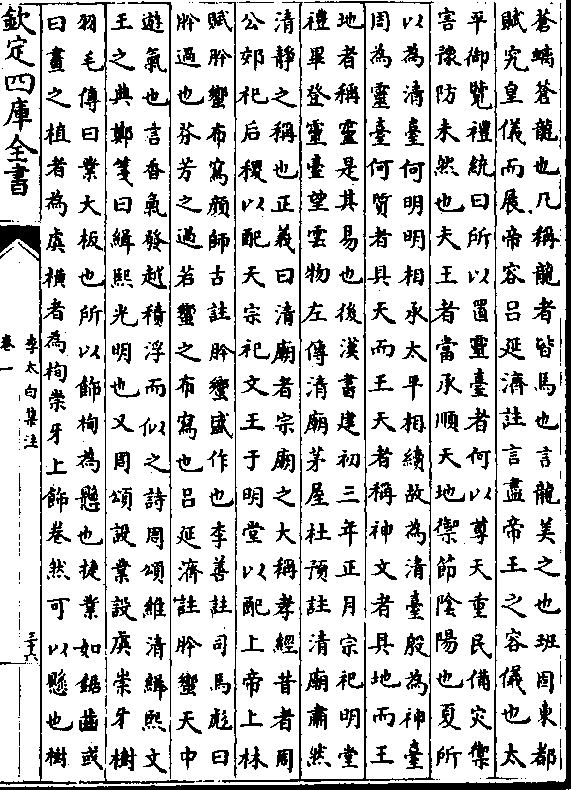 蒼螭蒼龍也凡稱龍者皆馬也言龍美之也班固東都
賦究皇儀而展帝容吕延濟註言盡帝王之容儀也太
平御覽禮統曰所以置靈臺者何以尊天重民備災禦
害豫防未然也夫王者當承順天地禦節陰陽也夏所
以為清臺何明明相承太平相續故為清臺殷為神臺
周為靈臺何質者具天而王天者稱神文者具地而王
地者稱靈是其易也後漢書建初三年正月宗祀明堂
禮畢登靈臺望雲物左傳清廟茅屋杜預註清廟肅然
清靜之稱也正義曰清廟者宗廟之大稱孝經昔者周
公郊祀后稷以配天宗祀文王于明堂以配上帝上林
賦肸蠁布寫顔師古註肸蠁盛作也李善註司馬彪曰
肸過也芬芳之過若蠁之布寫也吕延濟註肸蠁天中
遊氣也言香氣發越積浮而似之詩周頌維清緝熙文
王之典鄭箋曰緝熙光明也又周頌設業設虡崇牙樹
羽毛傳曰業大板也所以飾栒為懸也捷業如鋸齒或
曰畫之植者為虡横者為栒崇牙上飾卷然可以懸也樹
欽定四庫全書
李太白集注
卷一
三六